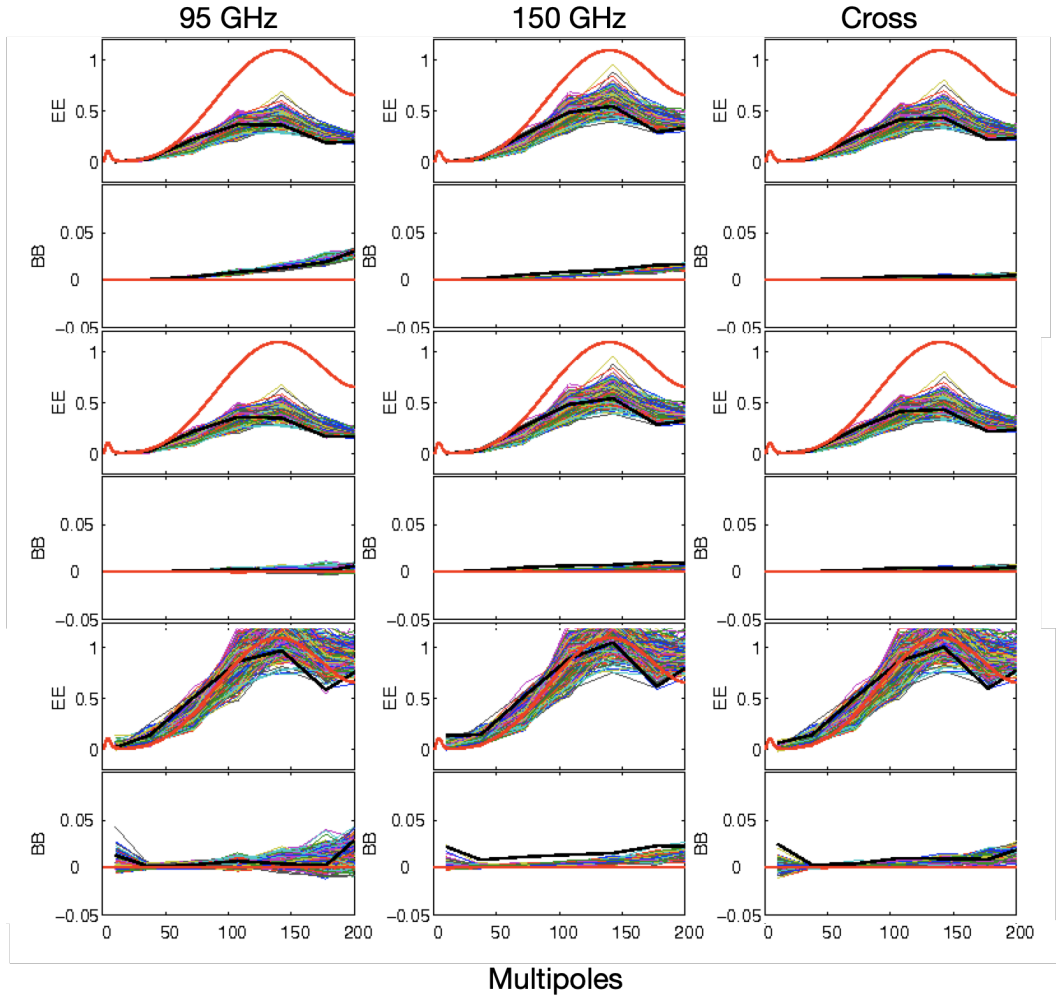 95 GHz 150 GHz Cross
1 1 1
EE EE EE
0.5 0.5 0.5
0 0 0
BB BB BB
0.05 0.05 0.05
0 0 0
−0.05 −0.05 −0.05
1 1 1
EE EE EE
0.5 0.5 0.5
0 0 0
BB BB BB
0.05 0.05 0.05
0 0 0
−0.05 −0.05 −0.05
1 1 1
EE EE EE
0.5 0.5 0.5
0 0 0
BB BB BB
0.05 0.05 0.05
0 0 0
−0.05 −0.05 −0.05
0 50 100 150 200 0 50 100 150 200 0 50 100 150 200
Multipoles